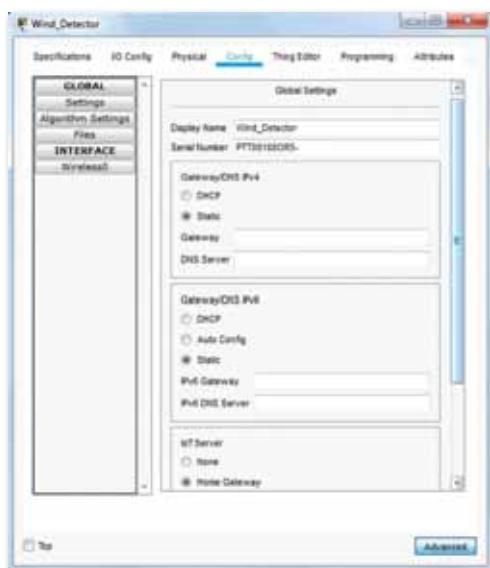 Wind_Detector
Specifications I/O Config Physical Config Thing Editor Programming Attributes
GLOBAL
Settings
Algorithm Settings
Files
INTERFACE
Wireless0
Global Settings
Display Name Wind_Detector
Serial Number
Gateway/DNS IPv4
DHCP
Static
Gateway
DNS Server
Gateway/DNS IPv6
DHCP
Auto Config
Static
IPv6 Gateway
IPv6 DNS Server
IoT Server
None
Home Gateway
Top
Advanced